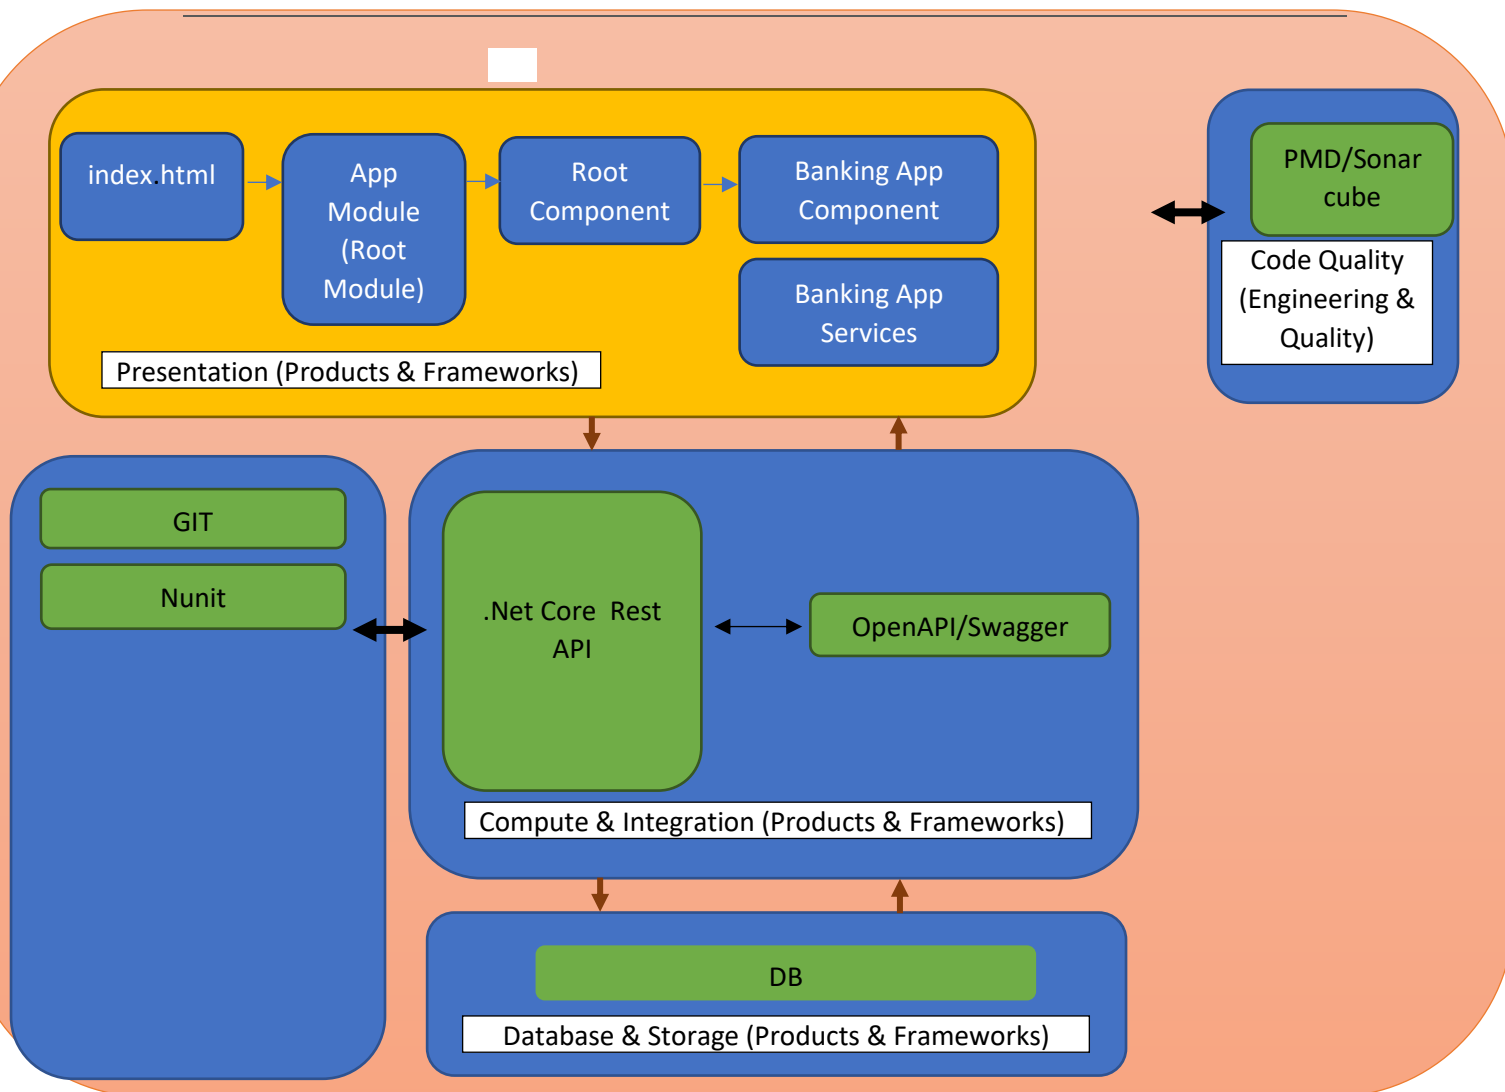 index.html
App
Module
(Root
Module)
Root
Component
Banking App
Component
Banking App
Services
Presentation (Products & Frameworks)
PMD/Sonar
cube
Code Quality
(Engineering &
Quality)
GIT
Nunit
.Net Core  Rest
API
OpenAPI/Swagger
Compute & Integration (Products & Frameworks)
DB
Database & Storage (Products & Frameworks)